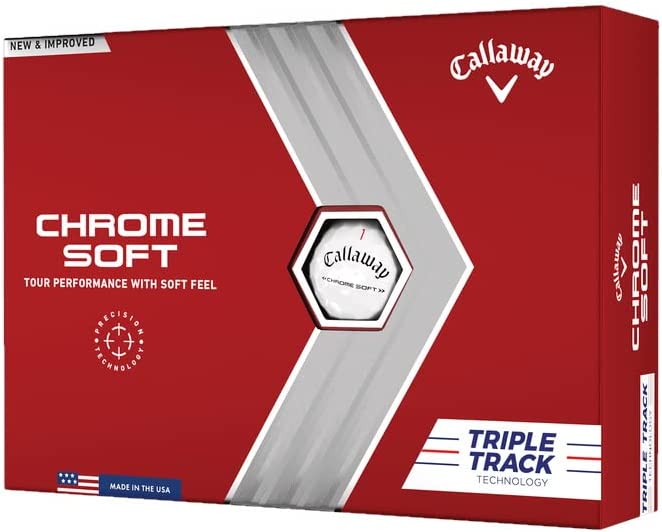 NEW & IMPROVED
Callaway
CHROME
SOFT
TOUR PERFORMANCE WITH SOFT FEEL
PRECISION
TECHNOLOGY
1
Callaway
CHROME SOFT
MADE IN THE USA
TRIPLE
TRACK
TECHNOLOGY
Callaway
CHROME
SOFT
TRIPLE TRACK
TECHNOLOGY